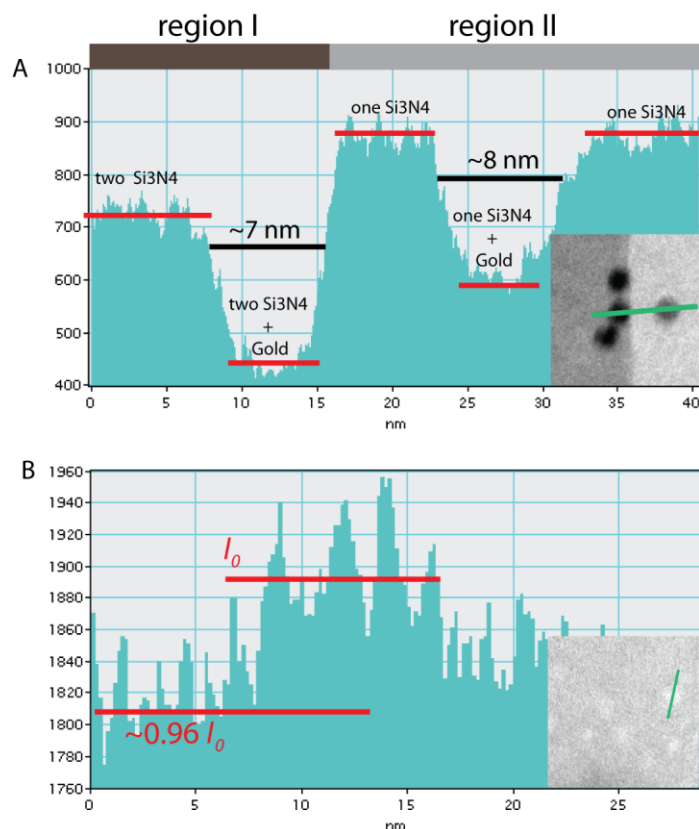 region I region II
A
1000
900
800
700
600
500
400
two Si3N4
~7 nm
two Si3N4
+
Gold
one Si3N4
~8 nm
one Si3N4
+
Gold
one Si3N4
0 5 10 15 20 25 30 35 40
nm
B
1960
1940
1920
1900
1880
1860
1840
1820
1800
1780
1760
I0
~0.96 I0
0 5 10 15 20 25
nm